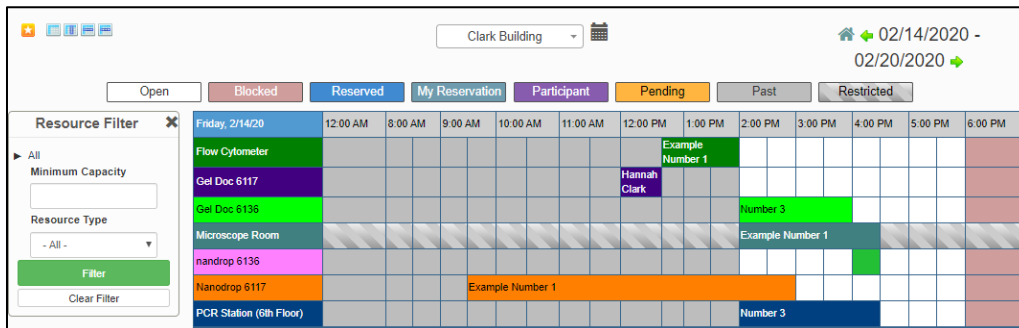 Clark Building
02/14/2020 -
02/20/2020
Open Blocked Reserved My Reservation Participant Pending Past Restricted
Resource Filter
All
Minimum Capacity
Resource Type
- All -
Filter
Clear Filter
Friday, 2/14/20 12:00 AM 8:00 AM 9:00 AM 10:00 AM 11:00 AM 12:00 PM 1:00 PM 2:00 PM 3:00 PM 4:00 PM 5:00 PM 6:00 PM
Flow Cytometer Example
Number 1
Gel Doc 6117 Hannah
Clark
Gel Doc 6136 Number 3
Microscope Room Example Number 1
nandrop 6136
Nanodrop 6117 Example Number 1
PCR Station (6th Floor) Number 3